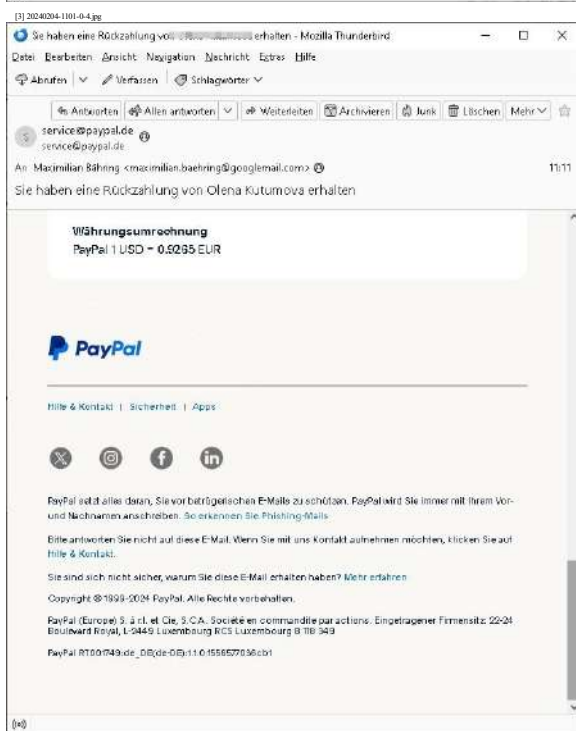 [3] 20240204-1101-0-4.jpg
Sie haben eine Rückzahlung von erhalten - Mozilla Thunderbird
Datei Bearbeiten Ansicht Navigation Nachricht Extras Hilfe
Abrufen Verfassen Schlagwörter
Antworten Allen antworten Weiterleiten Archivieren Junk Löschen Mehr
S service@paypal.de
service@paypal.de
An Maximilian Bähring <maximilian.baehring@googlemail.com> 11:11
Sie haben eine Rückzahlung von Olena Kutumova erhalten
Währungsumrechnung
PayPal 1 USD = 0.9265 EUR
PayPal
Hilfe & Kontakt | Sicherheit | Apps
PayPal setzt alles daran, Sie vor betrügerischen E-Mails zu schützen. PayPal wird Sie immer mit Ihrem Vor-
und Nachnamen anschreiben. So erkennen Sie Phishing-Mails
Bitte antworten Sie nicht auf diese E-Mail. Wenn Sie mit uns Kontakt aufnehmen möchten, klicken Sie auf
Hilfe & Kontakt.
Sie sind sich nicht sicher, warum Sie diese E-Mail erhalten haben? Mehr erfahren
Copyright © 1999-2024 PayPal. Alle Rechte vorbehalten.
PayPal (Europe) S. à r.l. et Cie, S.C.A. Société en commandite par actions. Eingetragener Firmensitz: 22-24
Boulevard Royal, L-2449 Luxembourg RCS Luxembourg B 118 349